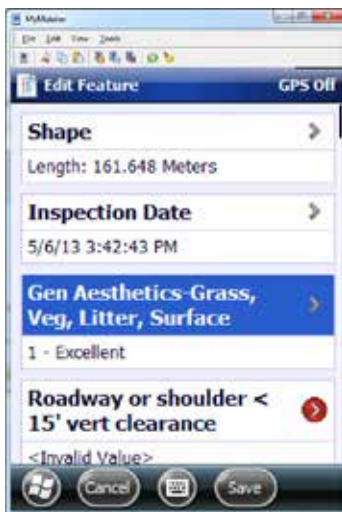 MyMobiler
File Edit View Tools
Edit Feature GPS Off
Shape
Length: 161.648 Meters
Inspection Date
5/6/13 3:42:43 PM
Gen Aesthetics-Grass,
Veg, Litter, Surface
1 - Excellent
Roadway or shoulder <
15' vert clearance
<Invalid Value>
Cancel Save